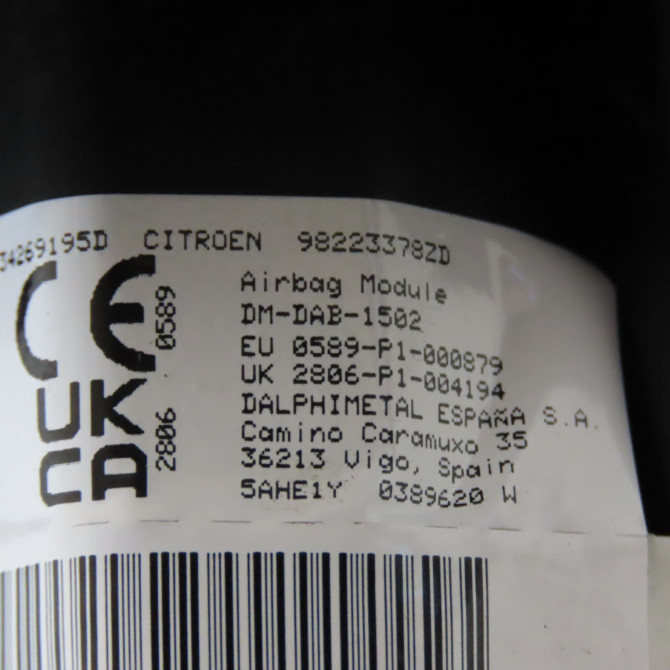 34269195D CITROEN 98223378ZD
CE 0589
UK
CA 2806
Airbag Module
DM-DAB-1502
EU 0589-P1-000879
UK 2806-P1-004194
DALPHIMETAL ESPAÑA S.A.
Camino Caramuxo 35
36213 Vigo, Spain
5AHE1Y 0389620 W